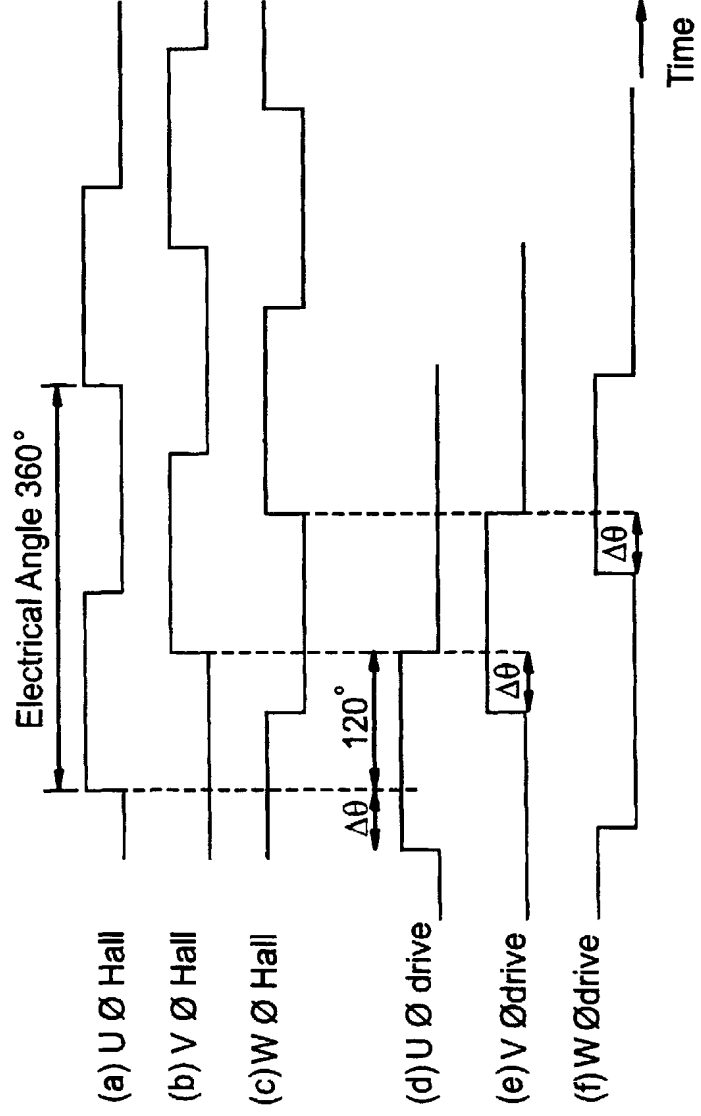 Electrical Angle 360°
(a) U Ø Hall
(b) V Ø Hall
(c) W Ø Hall
Δθ
120°
(d) U Ø drive
Δθ
(e) V Ødrive
Δθ
(f) W Ødrive
Time